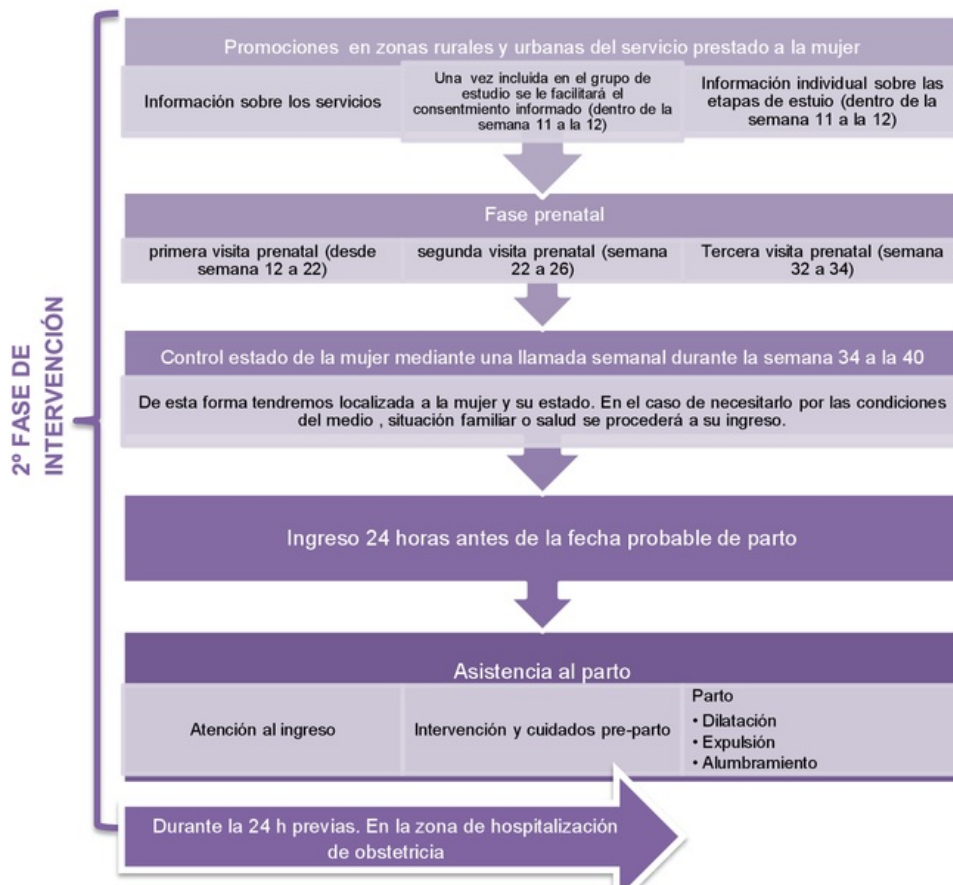 2º FASE DE
INTERVENCIÓN
Promociones en zonas rurales y urbanas del servicio prestado a la mujer
Información sobre los servicios
Una vez incluida en el grupo de
estudio se le facilitará el
consentmiento informado (dentro de la
semana 11 a la 12)
Información individual sobre las
etapas de estuio (dentro de la
semana 11 a la 12)
Fase prenatal
primera visita prenatal (desde
semana 12 a 22)
segunda visita prenatal (semana
22 a 26)
Tercera visita prenatal (semana
32 a 34)
Control estado de la mujer mediante una llamada semanal durante la semana 34 a la 40
De esta forma tendremos localizada a la mujer y su estado. En el caso de necesitarlo por las condiciones
del medio , situación familiar o salud se procederá a su ingreso.
Ingreso 24 horas antes de la fecha probable de parto
Asistencia al parto
Atención al ingreso
Intervención y cuidados pre-parto
Parto
• Dilatación
• Expulsión
• Alumbramiento
Durante la 24 h previas. En la zona de hospitalización
de obstetricia